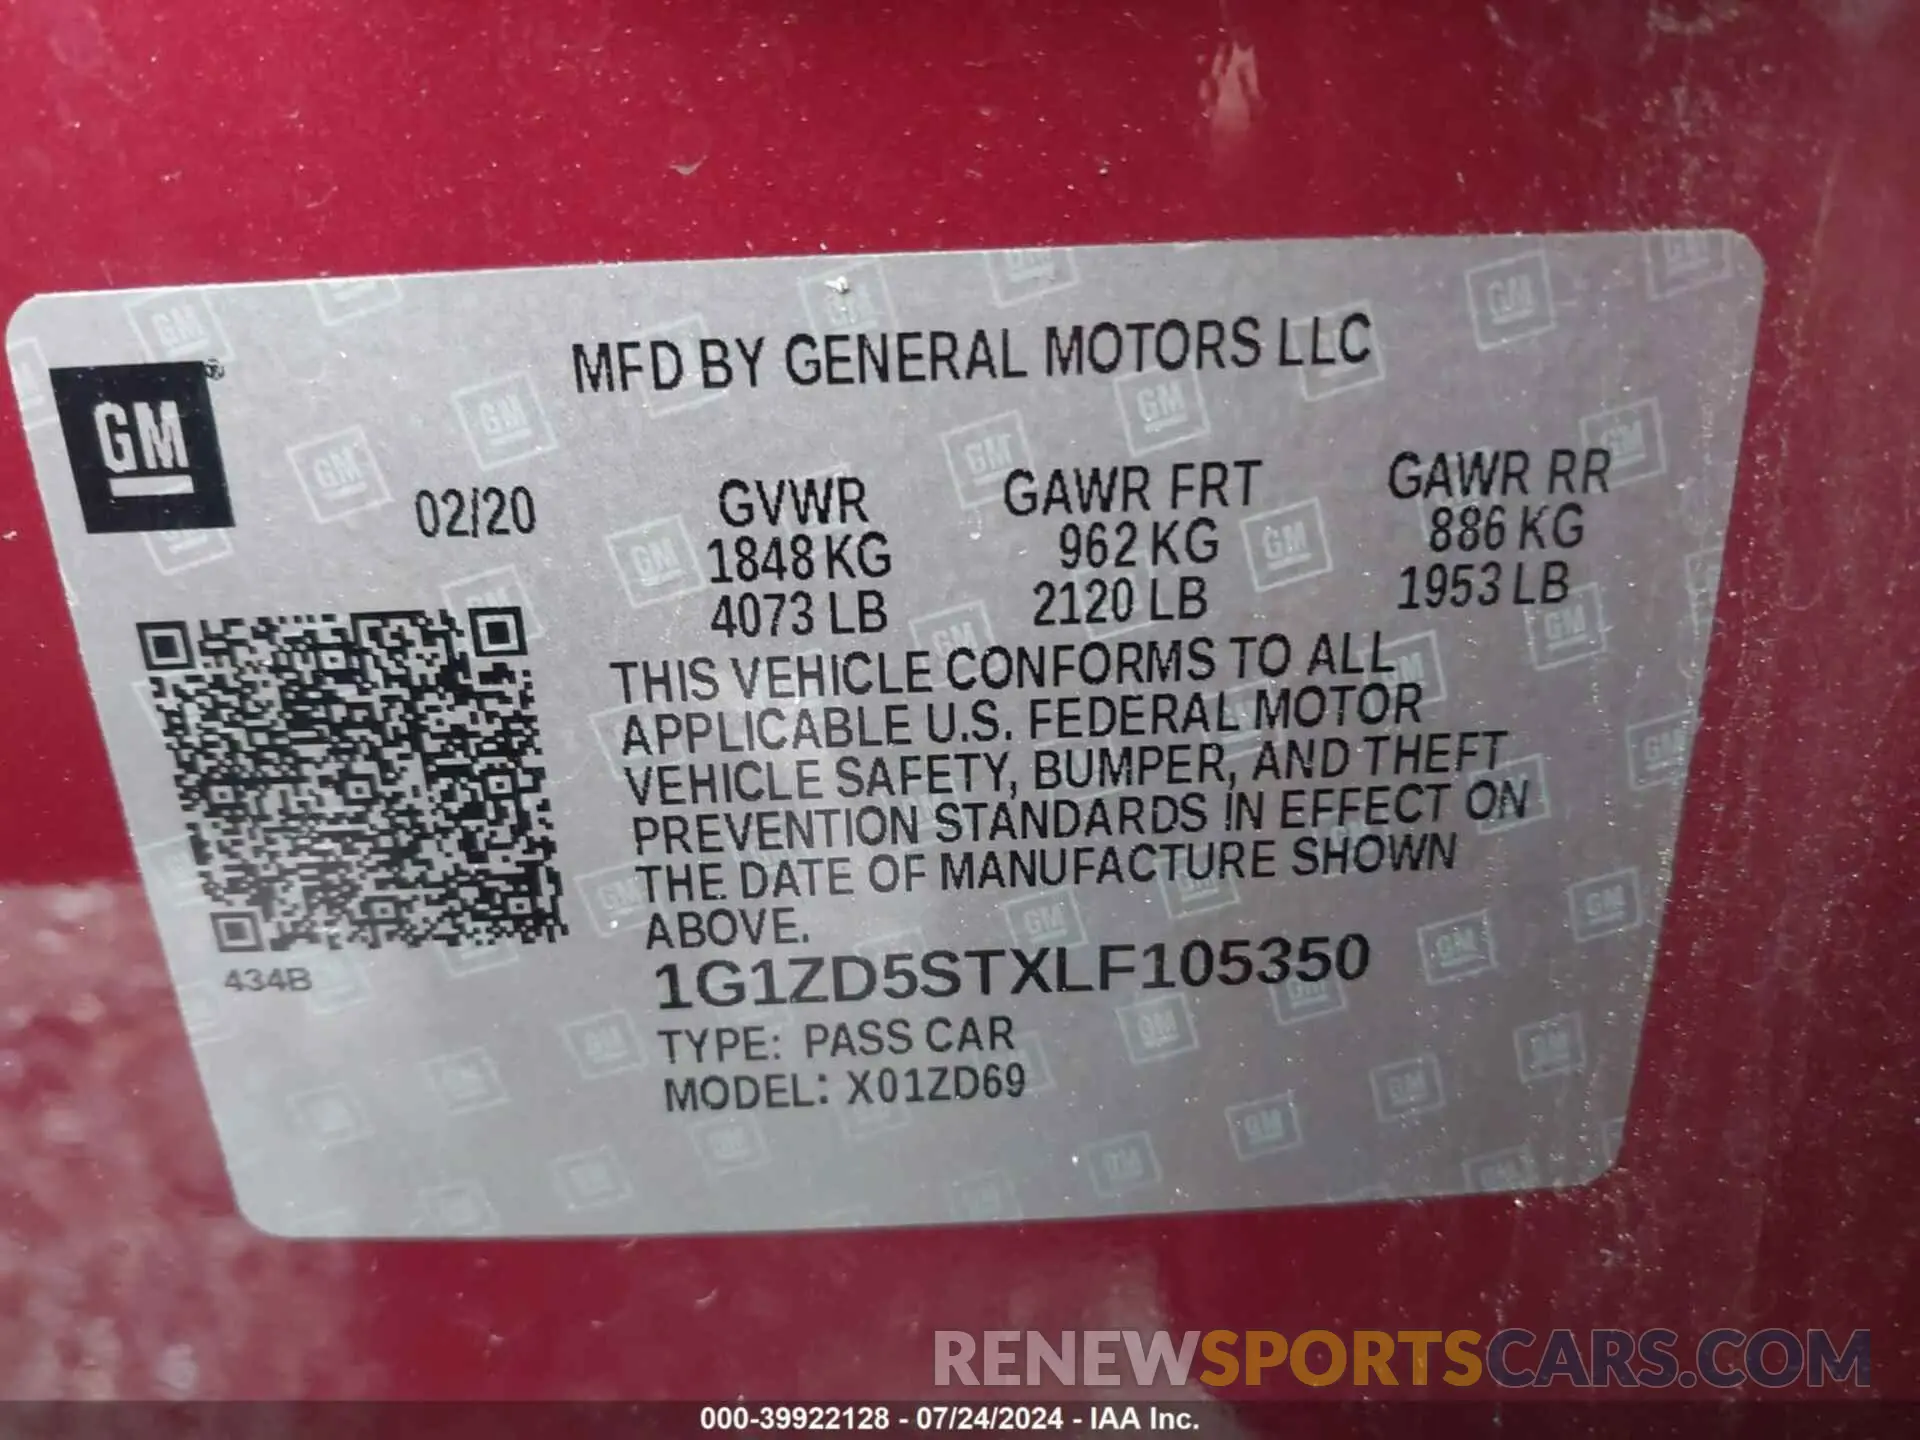 MFD BY GENERAL MOTORS LLC
GM
02/20
GVWR
1848 KG
4073 LB
GAWR FRT
962 KG
2120 LB
GAWR RR
886 KG
1953 LB
THIS VEHICLE CONFORMS TO ALL
APPLICABLE U.S. FEDERAL MOTOR
VEHICLE SAFETY, BUMPER, AND THEFT
PREVENTION STANDARDS IN EFFECT ON
THE DATE OF MANUFACTURE SHOWN
ABOVE.
434B
1G1ZD5STXLF105350
TYPE: PASS CAR
MODEL: X01ZD69
RENEWSPORTSCARS.COM
000-39922128 - 07/24/2024 - IAA Inc.